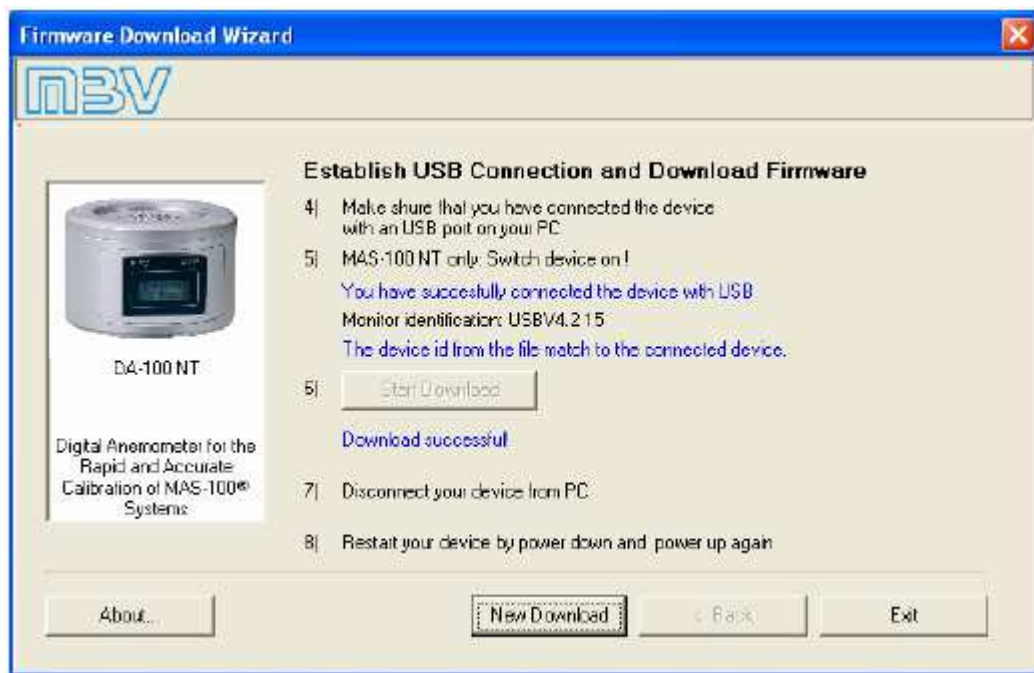 Firmware Download Wizard
MBV
Establish USB Connection and Download Firmware
4) Make shure that you have connected the device
with an USB port on your PC
5) MAS-100 NT only: Switch device on !
You have succesfully connected the device with USB
Monitor identification: USBV4.2.15
The device id from the file match to the connected device.
6) Start Download
Download successfull
7) Disconnect your device from PC
8) Restart your device by power down and power up again
DA-100 NT
Digital Anemometer for the
Rapid and Accurate
Calibration of MAS-100®
Systems
About...
New Download
< Back
Exit